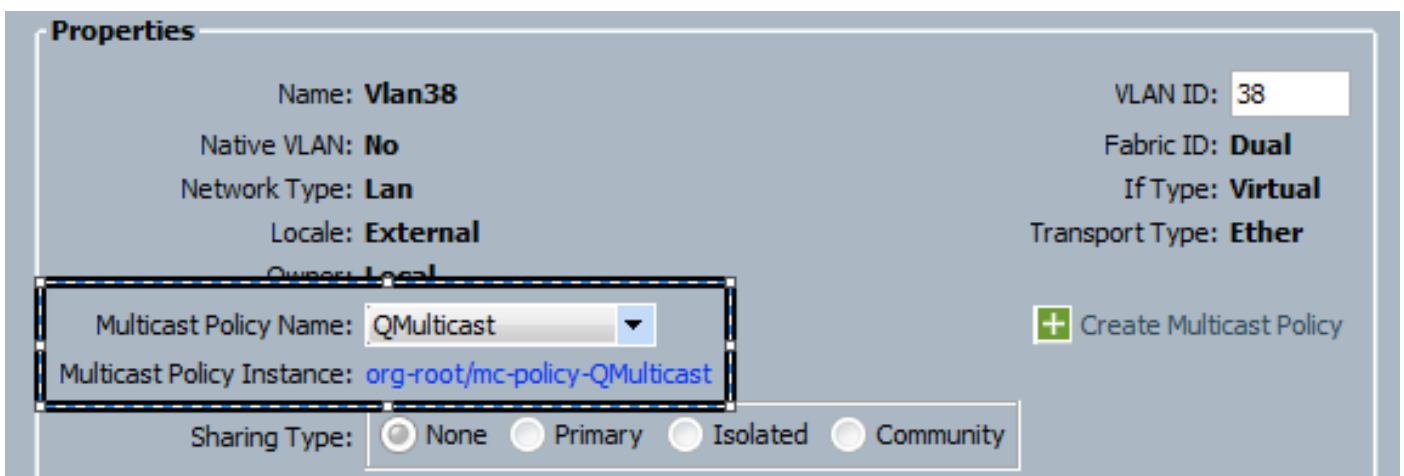 Properties
Name: Vlan38 VLAN ID: 38
Native VLAN: No Fabric ID: Dual
Network Type: Lan If Type: Virtual
Locale: External Transport Type: Ether
Owner: Local
Multicast Policy Name: QMulticast Create Multicast Policy
Multicast Policy Instance: org-root/mc-policy-QMulticast
Sharing Type: None Primary Isolated Community